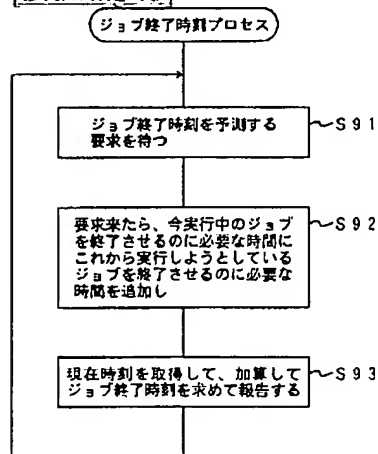 ジョブ終了時刻プロセス
ジョブ終了時刻を予測する
要求を待つ
~S91
要求来たら、今実行中のジョブ
を終了させるのに必要な時間に
これから実行しようとしている
ジョブを終了させるのに必要な
時間を追加し
~S92
現在時刻を取得して、加算して
ジョブ終了時刻を求めて報告する
~S93